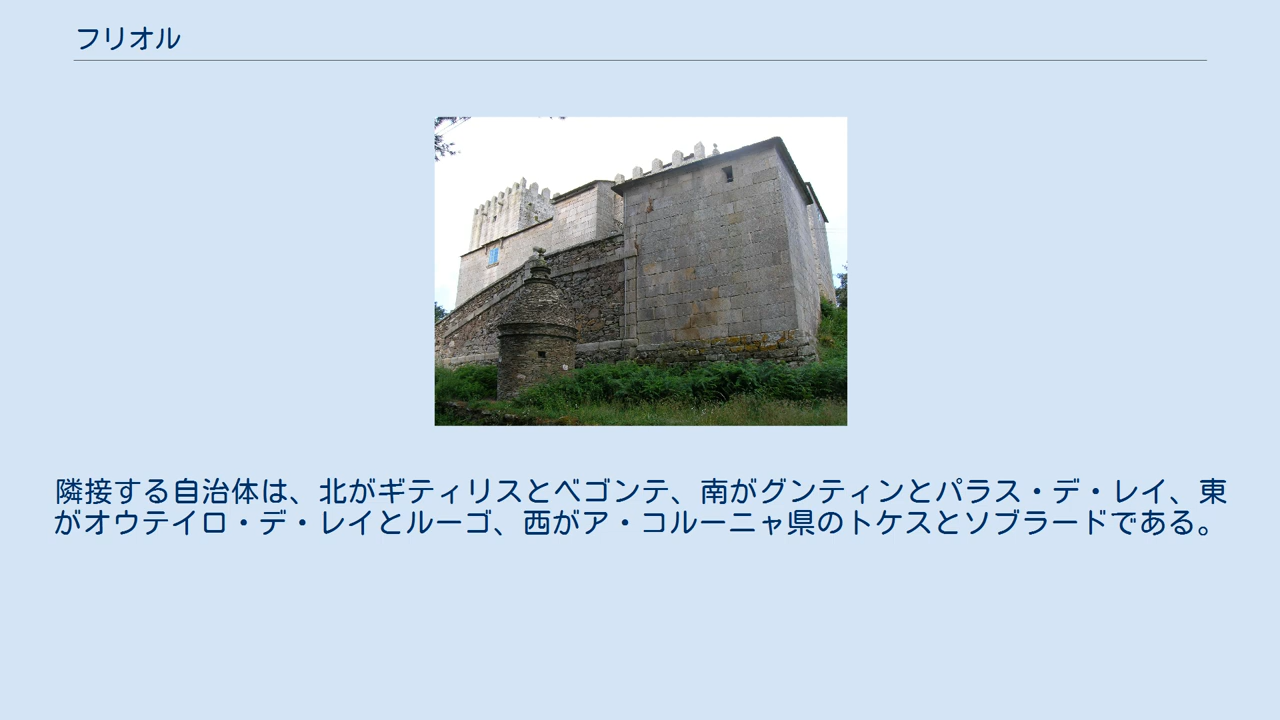 フリオル
隣接する自治体は、北がギティリスとベゴンテ、南がグンティンとパラス・デ・レイ、東
がオウテイロ・デ・レイとルーゴ、西がア・コルーニャ県のトケスとソブラードである。